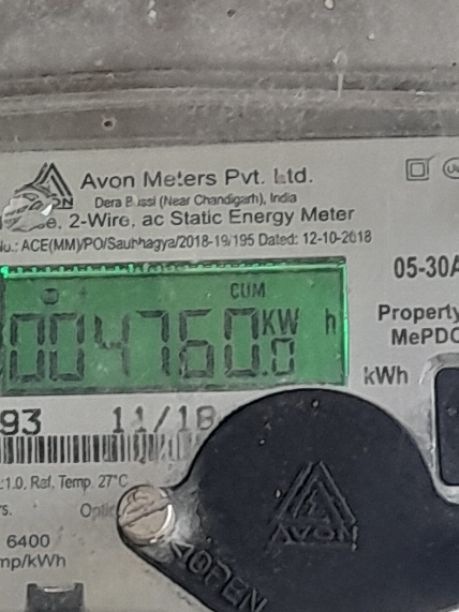 Avon Meters Pvt. Ltd.
Dera Bassi (Near Chandigarh), India
2-Wire, ac Static Energy Meter
No.: ACE(MM)/PO/Saubhagya/2018-19/195 Dated: 12-10-2018
05-30A
CUM
004760.0 KW h
Property
MePDC
kWh
93 11/18
:1.0, Ref. Temp. 27°C
Optic
6400
mp/kWh
AVON
OPEN